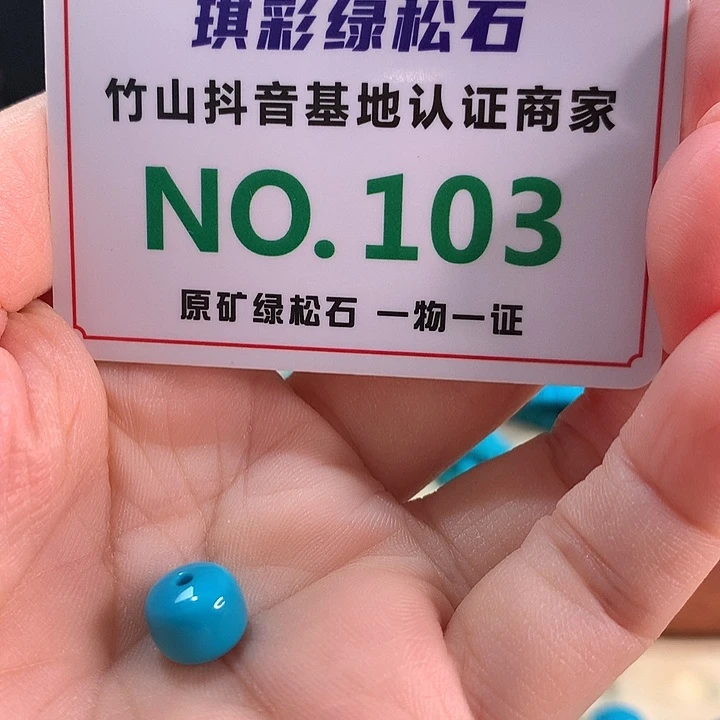 琪彩绿松石
竹山抖音基地认证商家
NO.103
原矿绿松石 一物一证